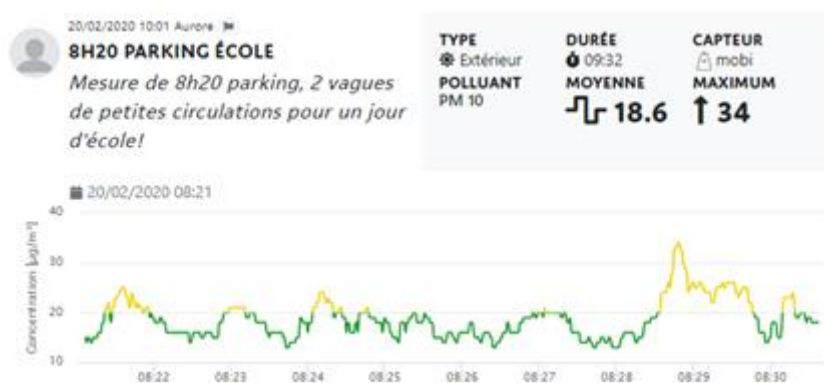 20/02/2020 10:01 Aurore
8H20 PARKING ÉCOLE
Mesure de 8h20 parking, 2 vagues
de petites circulations pour un jour
d'école!
TYPE
Extérieur
DURÉE
09:32
CAPTEUR
mobi
POLLUANT
PM 10
MOYENNE
18.6
MAXIMUM
34
20/02/2020 08:21
Concentration [µg/m³]
40
30
20
10
08:22 08:23 08:24 08:25 08:26 08:27 08:28 08:29 08:30